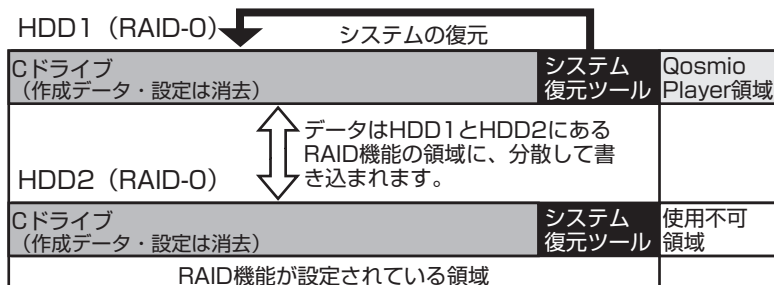 HDD1（RAID-0）
システムの復元
Cドライブ
（作成データ・設定は消去）
システム
復元ツール
Qosmio
Player領域
データはHDD1とHDD2にある
RAID機能の領域に、分散して書
き込まれます。
HDD2（RAID-0）
Cドライブ
（作成データ・設定は消去）
システム
復元ツール
使用不可
領域
RAID機能が設定されている領域